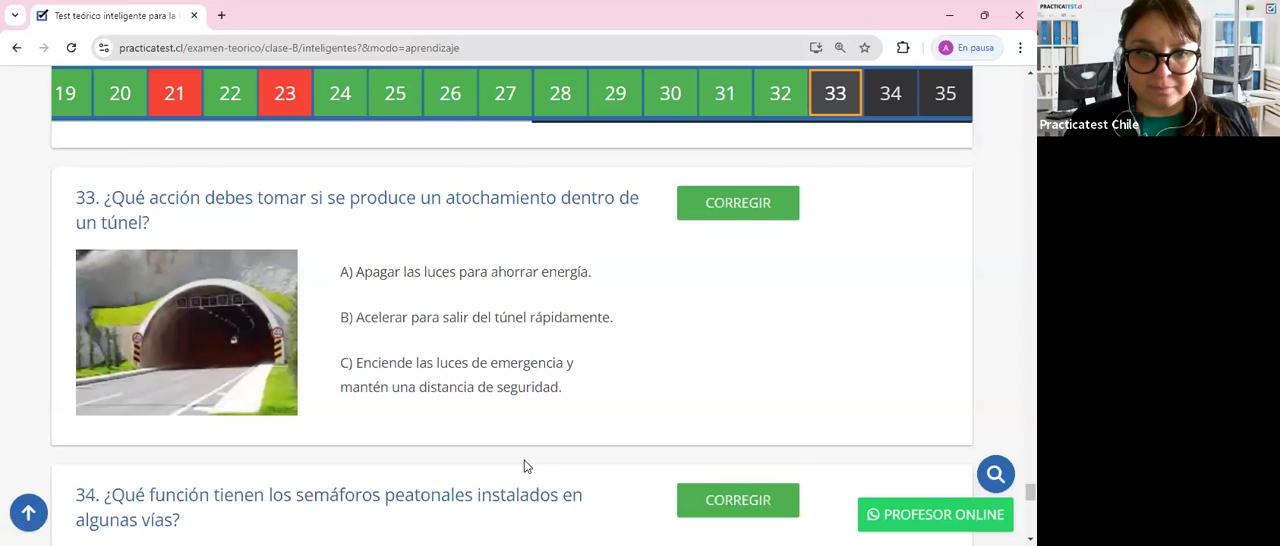 Test teórico inteligente para la
practicatest.cl/examen-teorico/clase-B/inteligentes?&modo=aprendizaje
A
En pausa
PRACTICATEST.cl
Practicatest Chile
19 20 21 22 23 24 25 26 27 28 29 30 31 32 33 34 35
33. ¿Qué acción debes tomar si se produce un atochamiento dentro de
un túnel?
CORREGIR
A) Apagar las luces para ahorrar energía.
B) Acelerar para salir del túnel rápidamente.
C) Enciende las luces de emergencia y
mantén una distancia de seguridad.
34. ¿Qué función tienen los semáforos peatonales instalados en
algunas vías?
CORREGIR
PROFESOR ONLINE